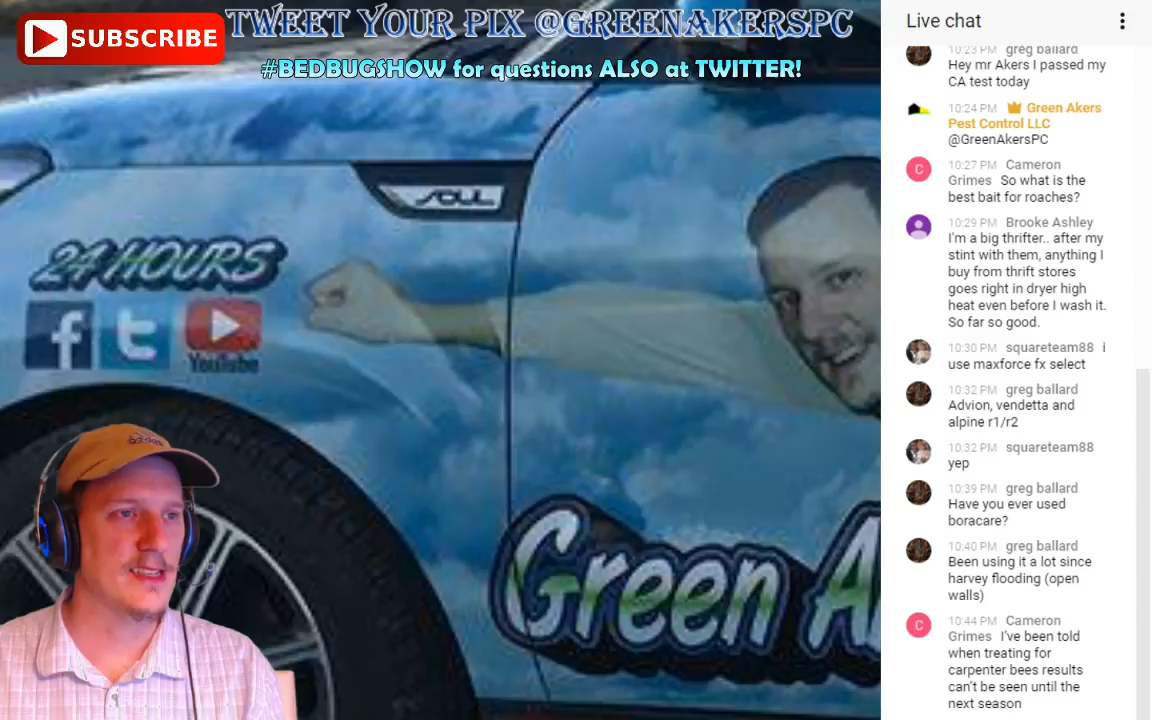 SUBSCRIBE
TWEET YOUR PIX @GREENAKERSPC
#BEDBUGSHOW for questions ALSO at TWITTER!
SOUL
24 HOURS
f t YouTube
Green A
adidas
Live chat
10:23 PM greg ballard
Hey mr Akers I passed my
CA test today
10:24 PM Green Akers
Pest Control LLC
@GreenAkersPC
C
10:27 PM Cameron
Grimes So what is the
best bait for roaches?
10:29 PM Brooke Ashley
I'm a big thrifter.. after my
stint with them, anything I
buy from thrift stores
goes right in dryer high
heat even before I wash it.
So far so good.
10:30 PM squareteam88 i
use maxforce fx select
10:32 PM greg ballard
Advion, vendetta and
alpine r1/r2
10:32 PM squareteam88
yep
10:39 PM greg ballard
Have you ever used
boracare?
10:40 PM greg ballard
Been using it a lot since
harvey flooding (open
walls)
C
10:44 PM Cameron
Grimes I've been told
when treating for
carpenter bees results
can't be seen until the
next season